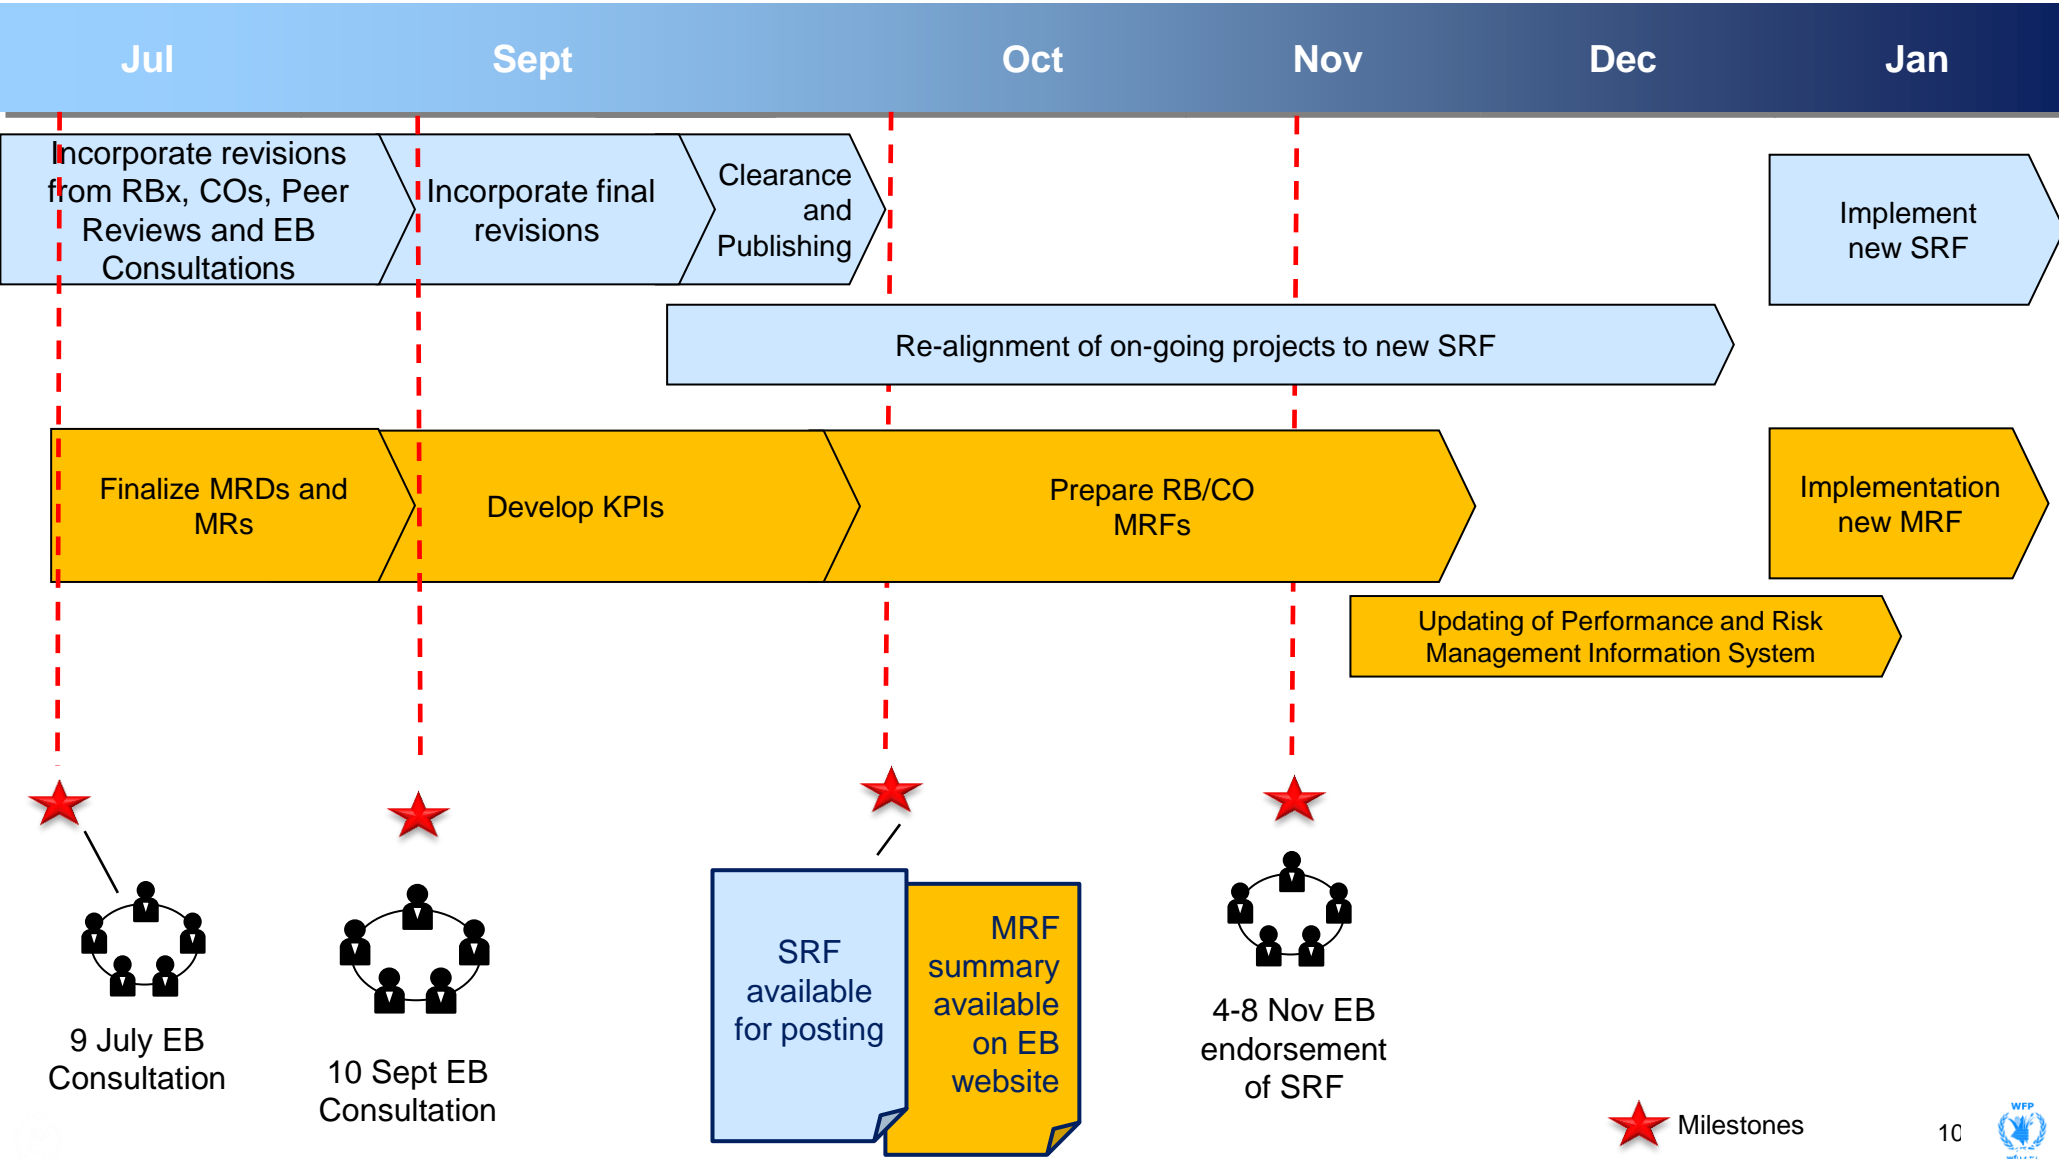 Jul
Sept
Oct
Nov
Dec
Jan
Incorporate revisions
from RBx, COs, Peer
Reviews and EB
Consultations
Incorporate final
revisions
Clearance
and
Publishing
Implement
new SRF
Re-alignment of on-going projects to new SRF
Finalize MRDs and
MRs
Develop KPIs
Prepare RB/CO
MRFs
Implementation
new MRF
Updating of Performance and Risk
Management Information System
9 July EB
Consultation
10 Sept EB
Consultation
SRF
available
for posting
MRF
summary
available
on EB
website
4-8 Nov EB
endorsement
of SRF
Milestones
10
WFP